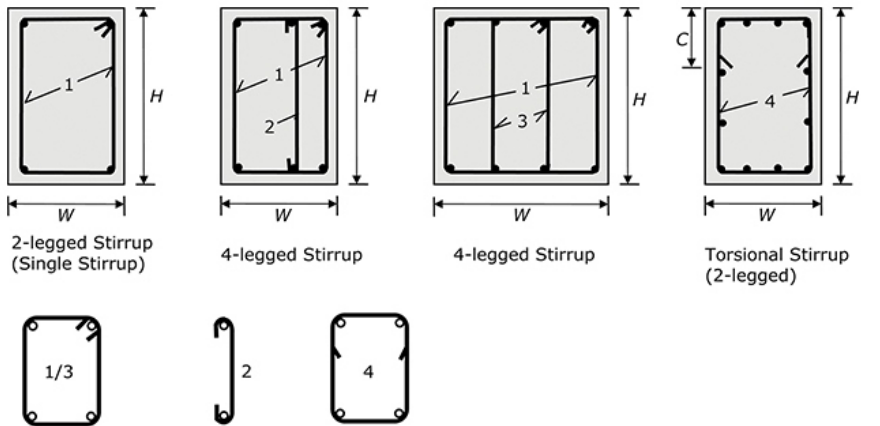 1
H
W
2-legged Stirrup
(Single Stirrup)
1
2
H
W
4-legged Stirrup
1
3
H
W
4-legged Stirrup
C
4
H
W
Torsional Stirrup
(2-legged)
1/3
2
4